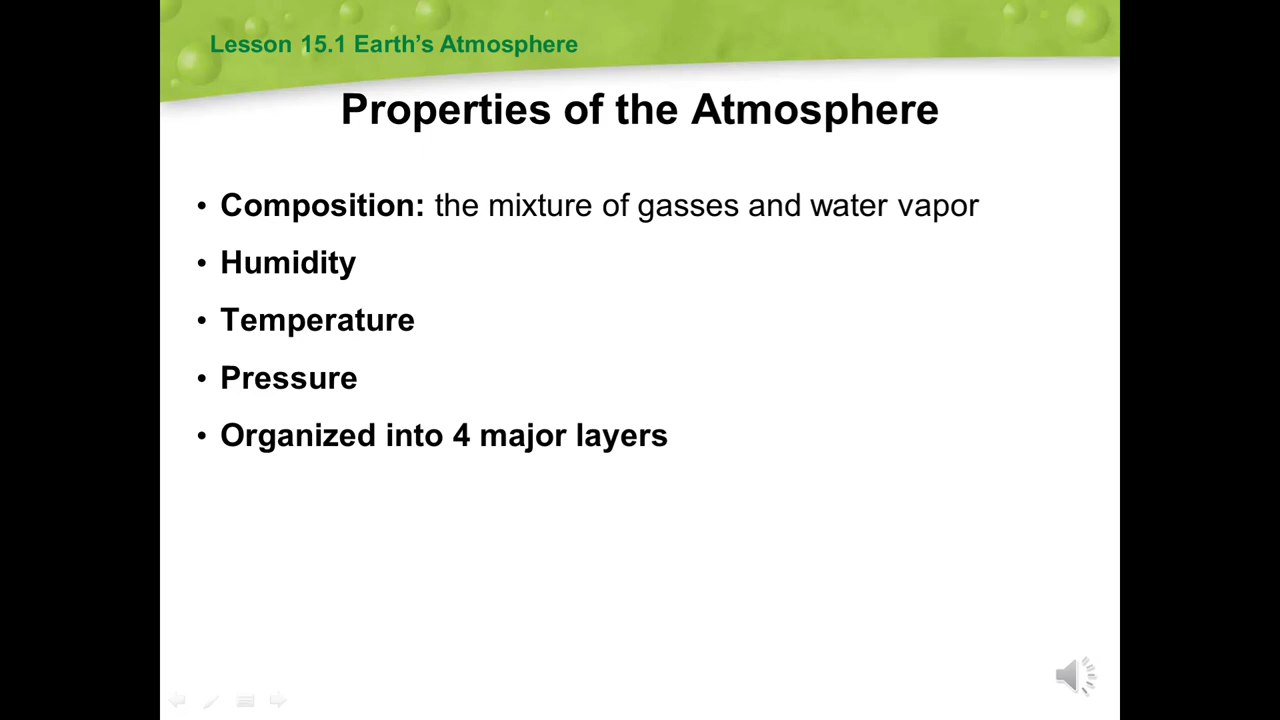 Lesson 15.1 Earth’s Atmosphere
Properties of the Atmosphere
• Composition: the mixture of gasses and water vapor
• Humidity
• Temperature
• Pressure
• Organized into 4 major layers